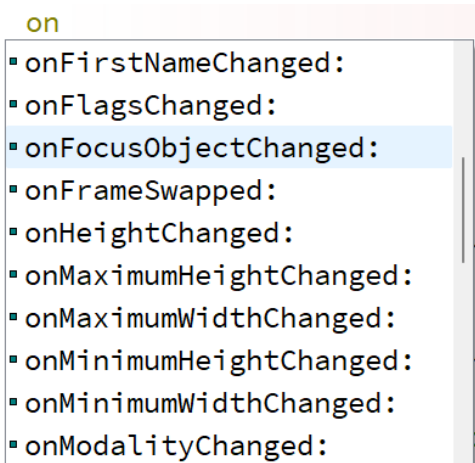 on
onFirstNameChanged:
onFlagsChanged:
onFocusObjectChanged:
onFrameSwapped:
onHeightChanged:
onMaximumHeightChanged:
onMaximumWidthChanged:
onMinimumHeightChanged:
onMinimumWidthChanged:
onModalityChanged: